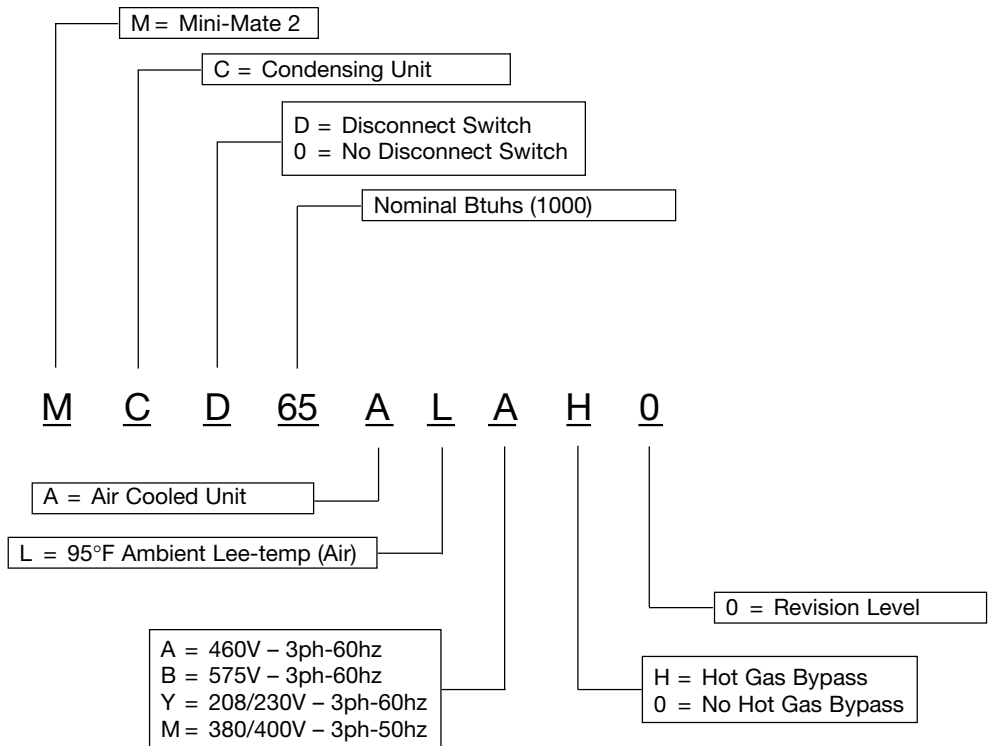 M = Mini-Mate 2
C = Condensing Unit
D = Disconnect Switch
0 = No Disconnect Switch
Nominal Btuhs (1000)
M C D 65 A L A H 0
A = Air Cooled Unit
L = 95°F Ambient Lee-temp (Air)
0 = Revision Level
A = 460V – 3ph-60hz
B = 575V – 3ph-60hz
Y = 208/230V – 3ph-60hz
M = 380/400V – 3ph-50hz
H = Hot Gas Bypass
0 = No Hot Gas Bypass